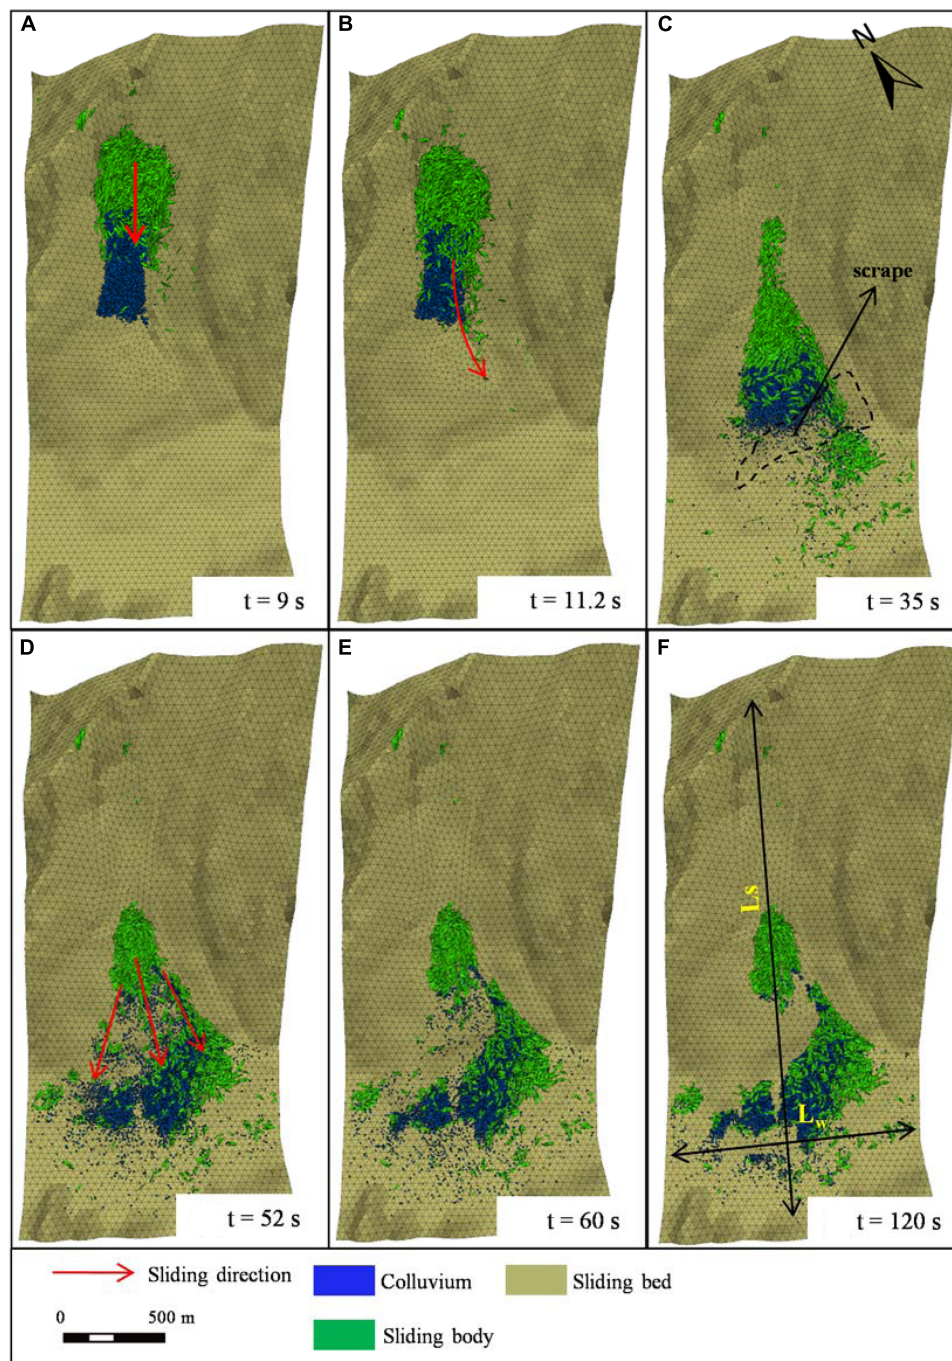 A
B
C
N
scrape
t = 9 s
t = 11.2 s
t = 35 s
D
E
F
Ls
Lw
t = 52 s
t = 60 s
t = 120 s
Sliding direction
Colluvium
Sliding bed
0 500 m
Sliding body